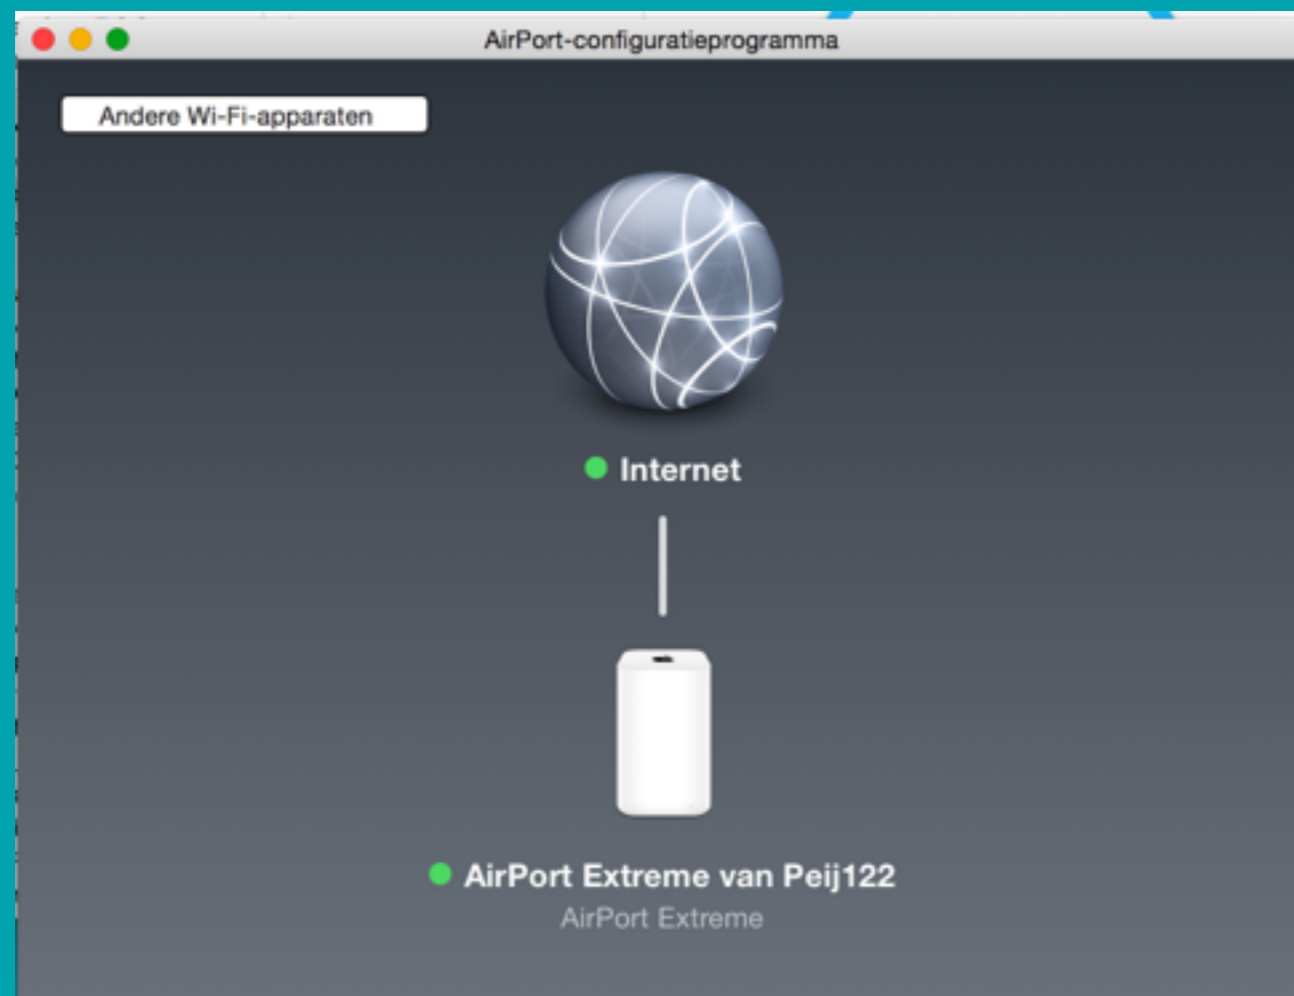 AirPort-configuratieprogramma
Andere Wi-Fi-apparaten
Internet
AirPort Extreme van Peij122
AirPort Extreme